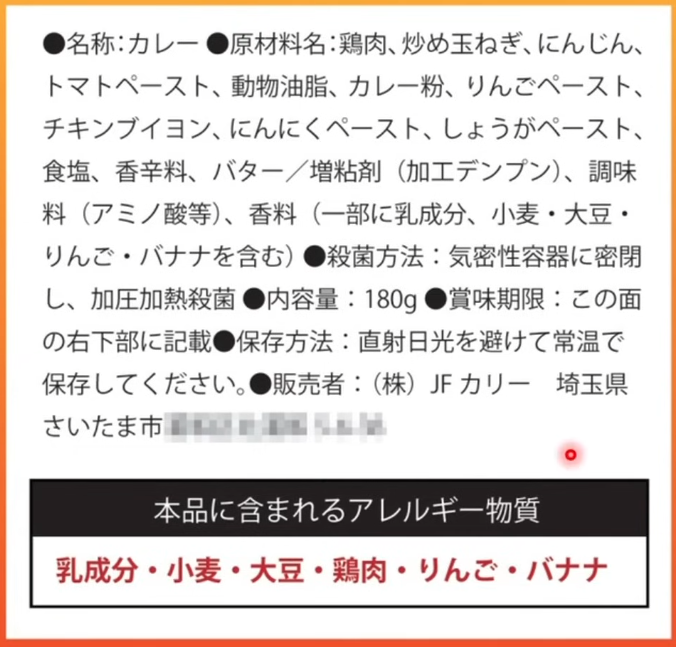 ●名称：カレー ●原材料名：鶏肉、炒め玉ねぎ、にんじん、
トマトペースト、動物油脂、カレー粉、りんごペースト、
チキンブイヨン、にんにくペースト、しょうがペースト、
食塩、香辛料、バター／増粘剤（加工デンプン）、調味
料（アミノ酸等）、香料（一部に乳成分、小麦・大豆・
りんご・バナナを含む）●殺菌方法：気密性容器に密閉
し、加圧加熱殺菌 ●内容量：180g ●賞味期限：この面
の右下部に記載●保存方法：直射日光を避けて常温で
保存してください。●販売者：（株）JFカリー　埼玉県
さいたま市
本品に含まれるアレルギー物質
乳成分・小麦・大豆・鶏肉・りんご・バナナ